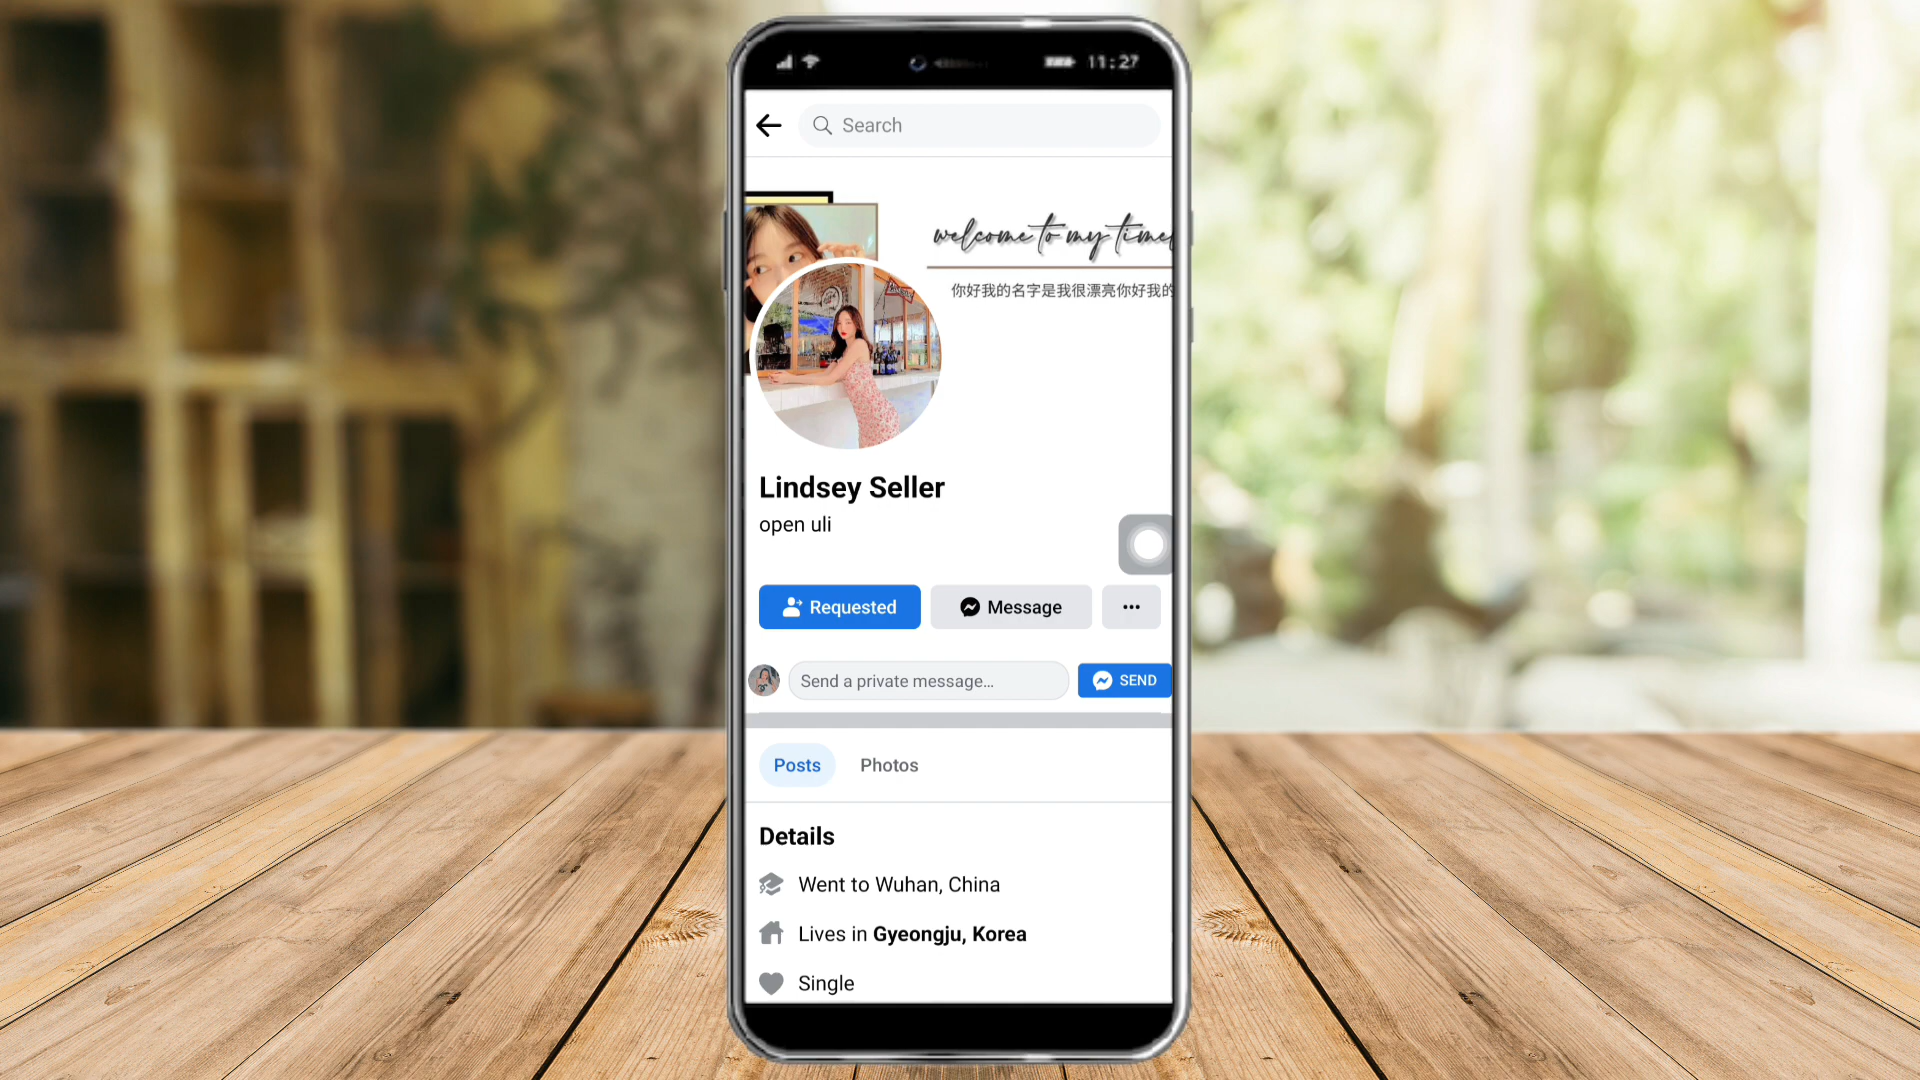 11:27
Search
welcome to my timel
你好我的名字是我很漂亮你好我的
Lindsey Seller
open uli
Requested
Message
Send a private message...
SEND
Posts
Photos
Details
Went to Wuhan, China
Lives in Gyeongju, Korea
Single